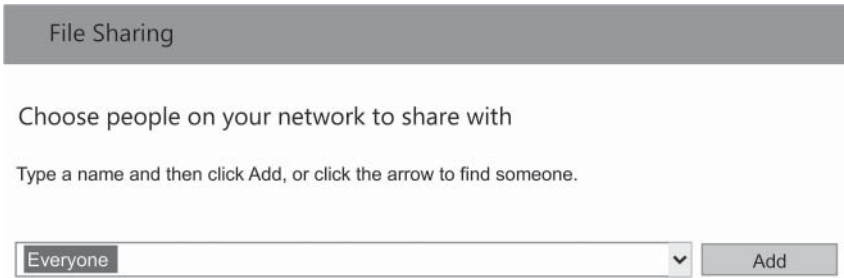 File Sharing
Choose people on your network to share with
Type a name and then click Add, or click the arrow to find someone.
Everyone Add